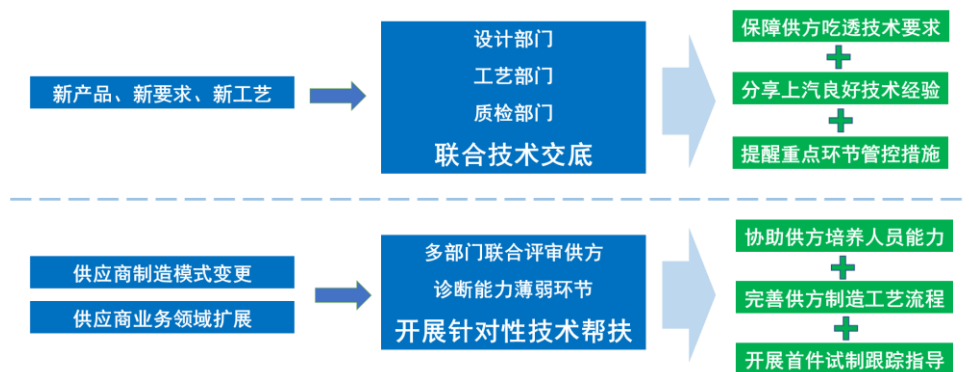 新产品、新要求、新工艺
设计部门
工艺部门
质检部门
联合技术交底
保障供方吃透技术要求
分享上汽良好技术经验
提醒重点环节管控措施
供应商制造模式变更
供应商业务领域扩展
多部门联合评审供方
诊断能力薄弱环节
开展针对性技术帮扶
协助供方培养人员能力
完善供方制造工艺流程
开展首件试制跟踪指导